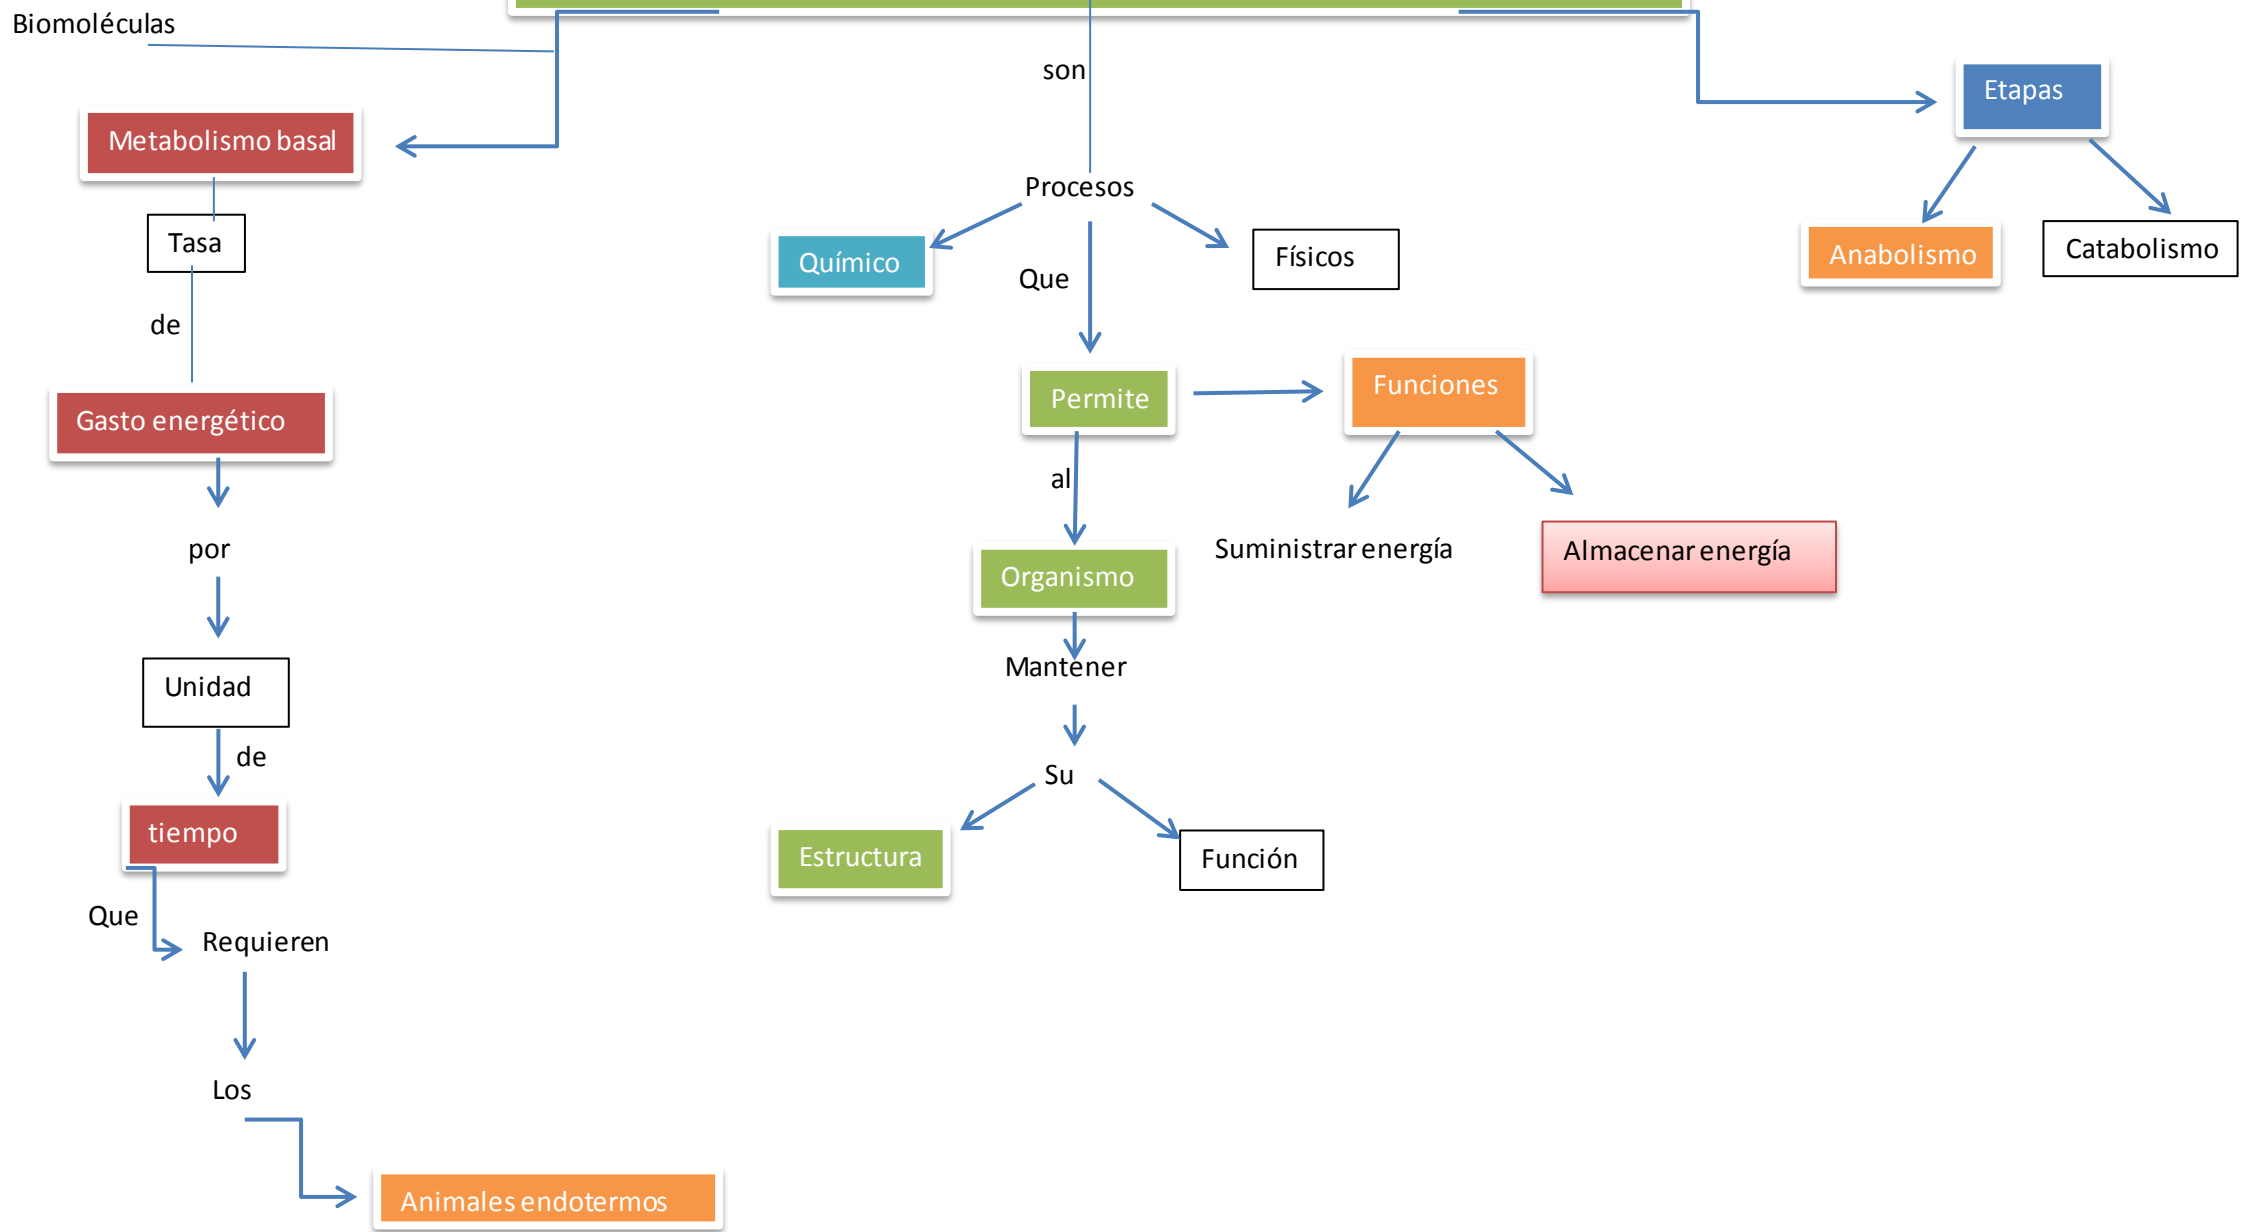 Biomoléculas
son
Etapas
Metabolismo basal
Procesos
Tasa
Químico
Que
Físicos
Anabolismo
Catabolismo
de
Gasto energético
Permite
Funciones
al
por
Organismo
Suministrar energía
Almacenar energía
Unidad
Mantener
de
Su
tiempo
Estructura
Función
Que
Requieren
Los
Animales endotermos